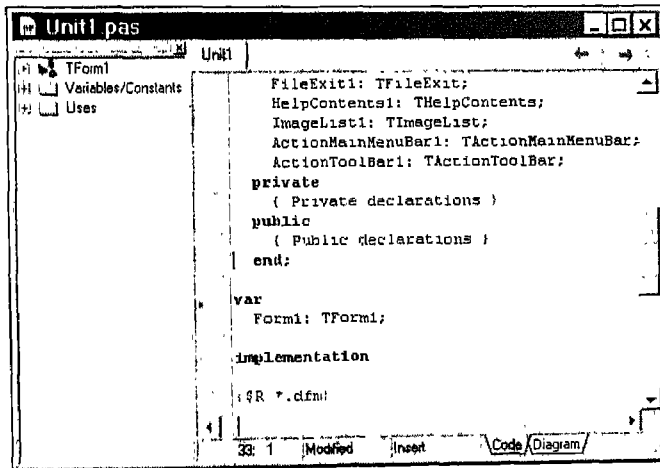 Unit1.pas
TForm1
Variables/Constants
Uses
Unit1
FileExit1: TFileExit;
HelpContents1: THelpContents;
ImageList1: TImageList;
ActionMainMenuBar1: TActionMainMenuBar;
ActionToolBar1: TActionToolBar;
private
{ Private declarations }
public
{ Public declarations }
end;
var
Form1: TForm1;
implementation
{$R *.dfm}
33: 1 Modified Insert Code Diagram